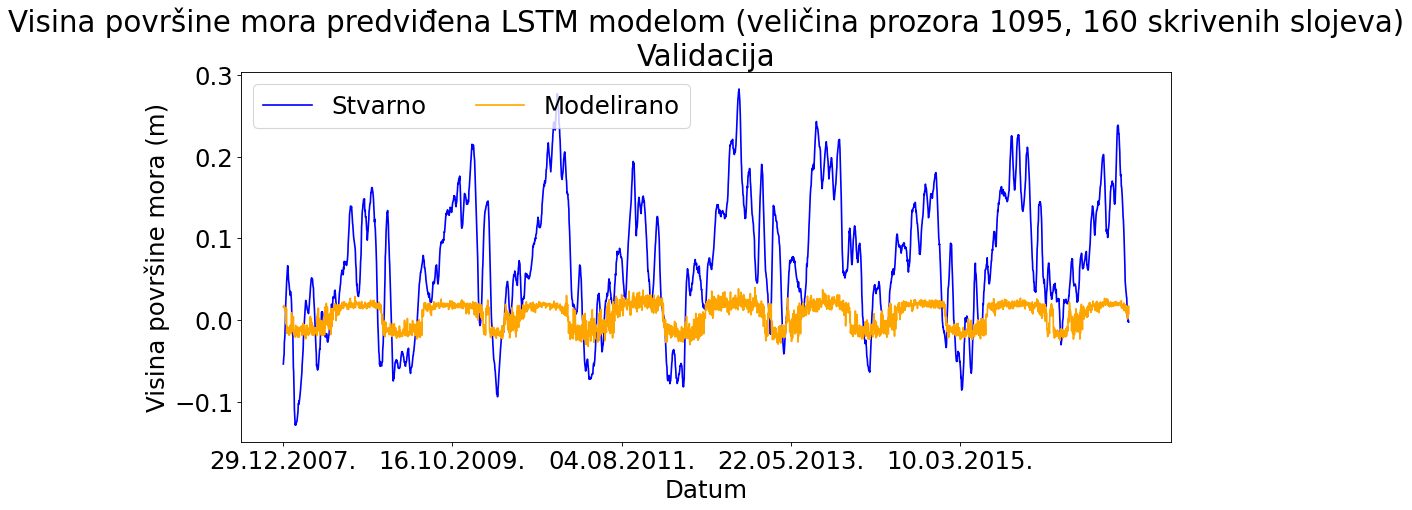 Visina površine mora predviđena LSTM modelom (veličina prozora 1095, 160 skrivenih slojeva)
Validacija
Stvarno
Modelirano
Visina površine mora (m)
0.3
0.2
0.1
0.0
−0.1
29.12.2007.
16.10.2009.
04.08.2011.
22.05.2013.
10.03.2015.
Datum